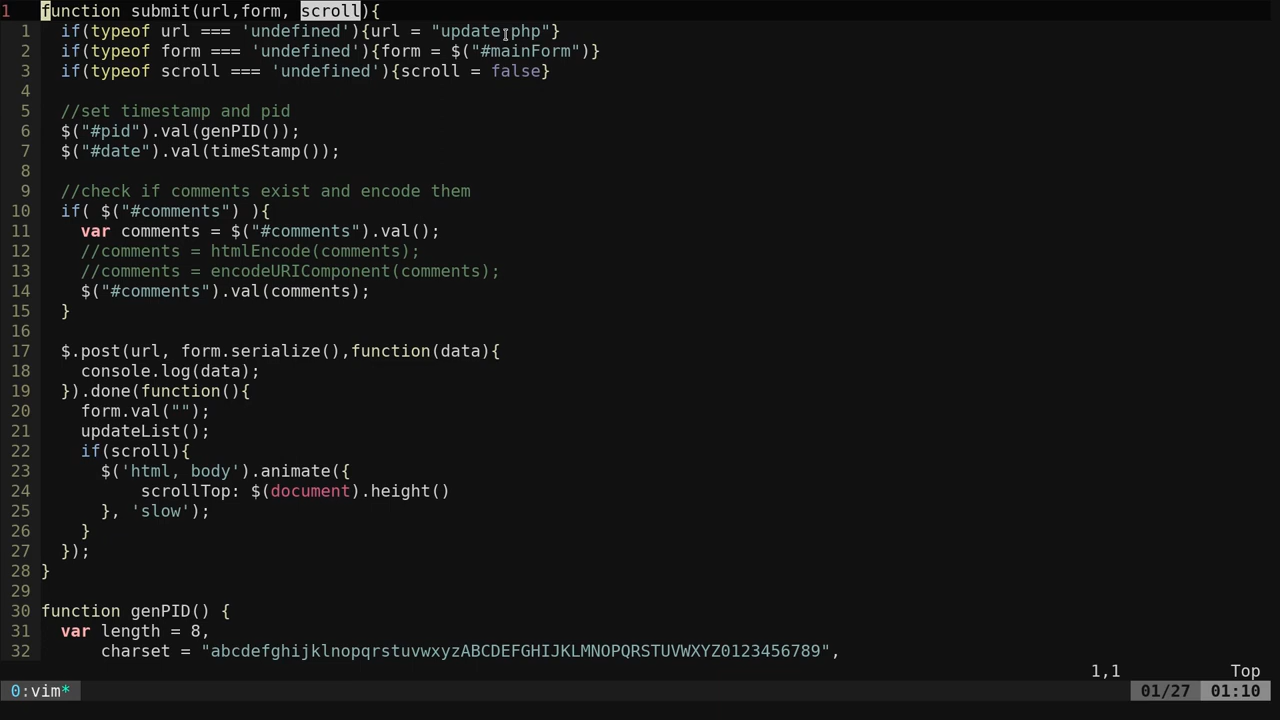 1 function submit(url,form, scroll){
1 if(typeof url === 'undefined'){url = "update.php"}
2 if(typeof form === 'undefined'){form = $("#mainForm")}
3 if(typeof scroll === 'undefined'){scroll = false}
4
5 //set timestamp and pid
6 $("#pid").val(genPID());
7 $("#date").val(timeStamp());
8
9 //check if comments exist and encode them
10 if( $("#comments") ){
11 var comments = $("#comments").val();
12 //comments = htmlEncode(comments);
13 //comments = encodeURIComponent(comments);
14 $("#comments").val(comments);
15 }
16
17 $.post(url, form.serialize(),function(data){
18 console.log(data);
19 }).done(function(){
20 form.val("");
21 updateList();
22 if(scroll){
23 $('html, body').animate({
24 scrollTop: $(document).height()
25 }, 'slow');
26 }
27 });
28 }
29
30 function genPID() {
31 var length = 8,
32 charset = "abcdefghijklnopqrstuvwxyzABCDEFGHIJKLMNOPQRSTUVWXYZ0123456789",
1,1 Top
0:vim* 01/27 01:10